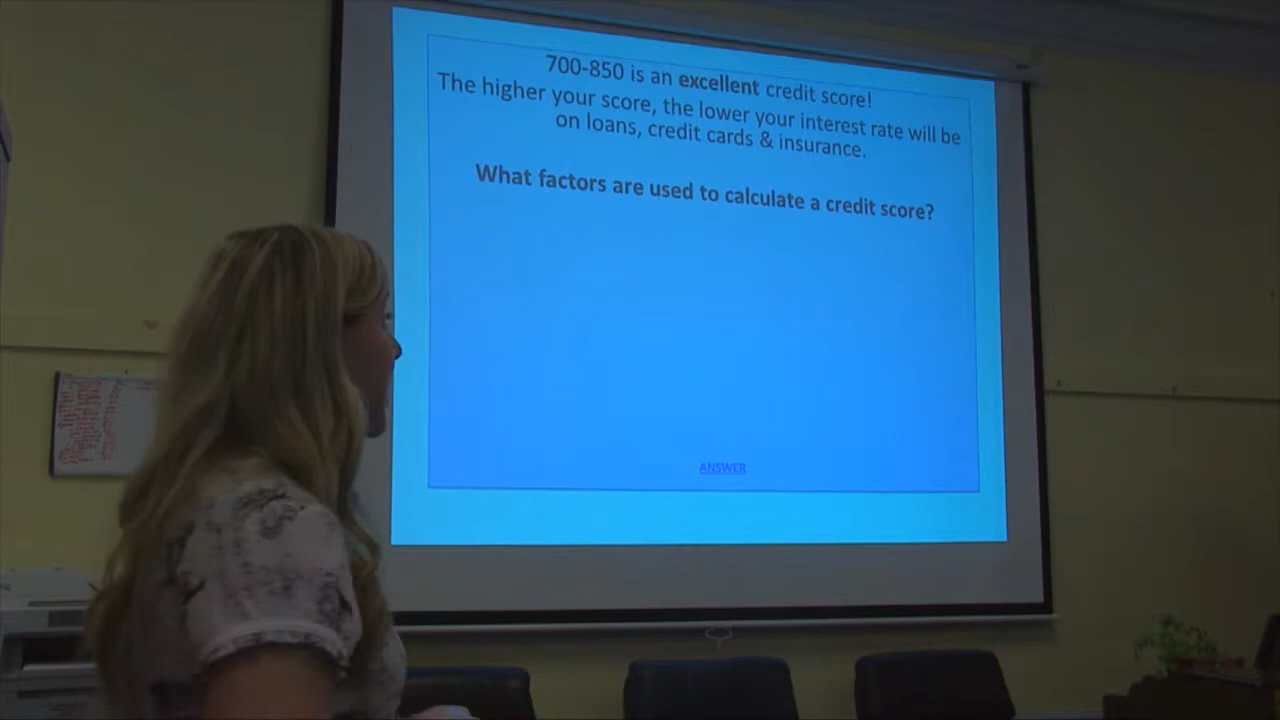 700-850 is an excellent credit score!
The higher your score, the lower your interest rate will be
on loans, credit cards & insurance.
What factors are used to calculate a credit score?
ANSWER